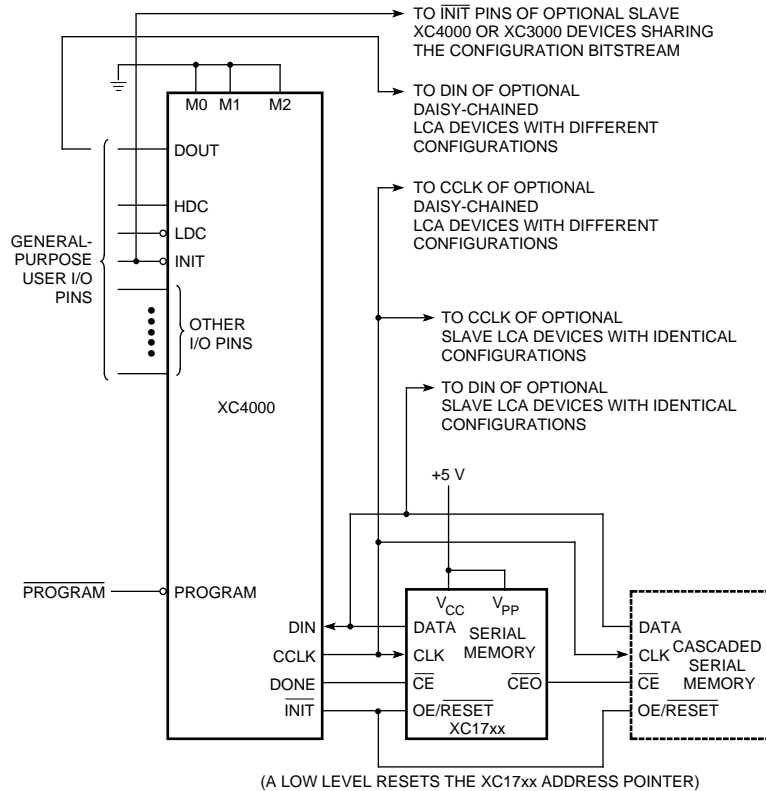 TO INIT PINS OF OPTIONAL SLAVE
XC4000 OR XC3000 DEVICES SHARING
THE CONFIGURATION BITSTREAM
TO DIN OF OPTIONAL
DAISY-CHAINED
LCA DEVICES WITH DIFFERENT
CONFIGURATIONS
M0 M1 M2
DOUT
TO CCLK OF OPTIONAL
DAISY-CHAINED
LCA DEVICES WITH DIFFERENT
CONFIGURATIONS
HDC
LDC
INIT
GENERAL-
PURPOSE
USER I/O
PINS
OTHER
I/O PINS
TO CCLK OF OPTIONAL
SLAVE LCA DEVICES WITH IDENTICAL
CONFIGURATIONS
TO DIN OF OPTIONAL
SLAVE LCA DEVICES WITH IDENTICAL
CONFIGURATIONS
XC4000
+5 V
PROGRAM
PROGRAM
VCC VPP
DIN
CCLK
DONE
INIT
DATA
CLK
CE
OE/RESET
SERIAL
MEMORY
CEO
XC17xx
DATA
CLK
CE
OE/RESET
CASCADED
SERIAL
MEMORY
(A LOW LEVEL RESETS THE XC17xx ADDRESS POINTER)